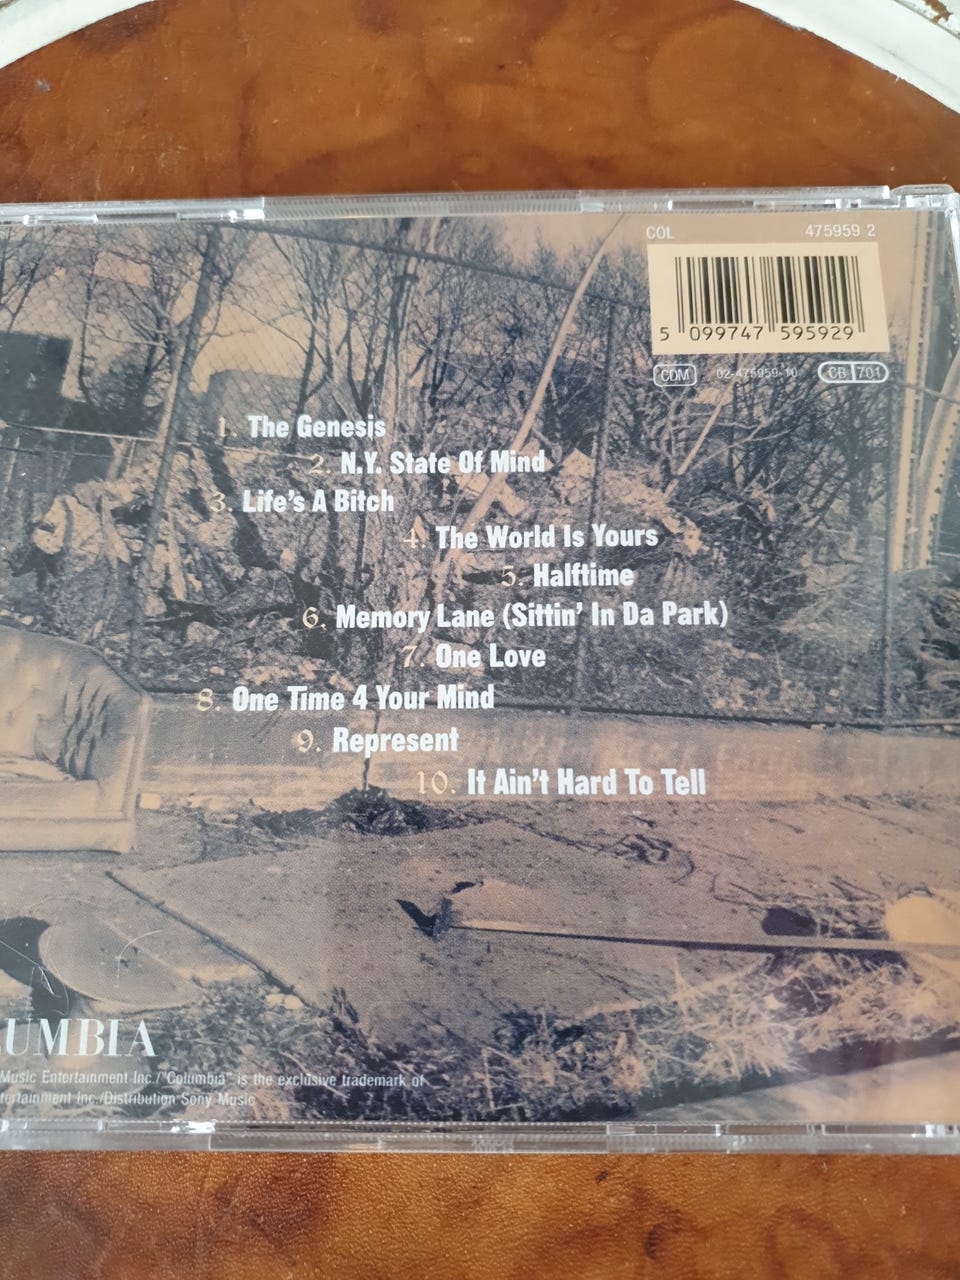 COL 475959 2
5 099747 595929
CDM 02-475959-10 CB 701
1. The Genesis
2. N.Y. State Of Mind
3. Life's A Bitch
4. The World Is Yours
5. Halftime
6. Memory Lane (Sittin' In Da Park)
7. One Love
8. One Time 4 Your Mind
9. Represent
10. It Ain't Hard To Tell
LUMBIA
Music Entertainment Inc./"Columbia" is the exclusive trademark of
tertainment Inc./Distribution Sony Music